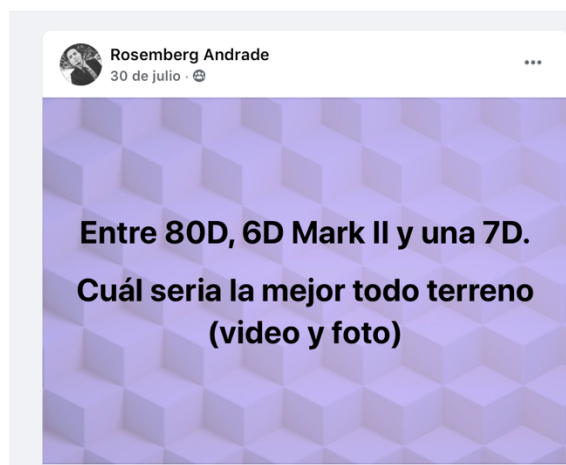 Rosemberg Andrade
30 de julio ·
Entre 80D, 6D Mark II y una 7D.
Cuál seria la mejor todo terreno
(video y foto)